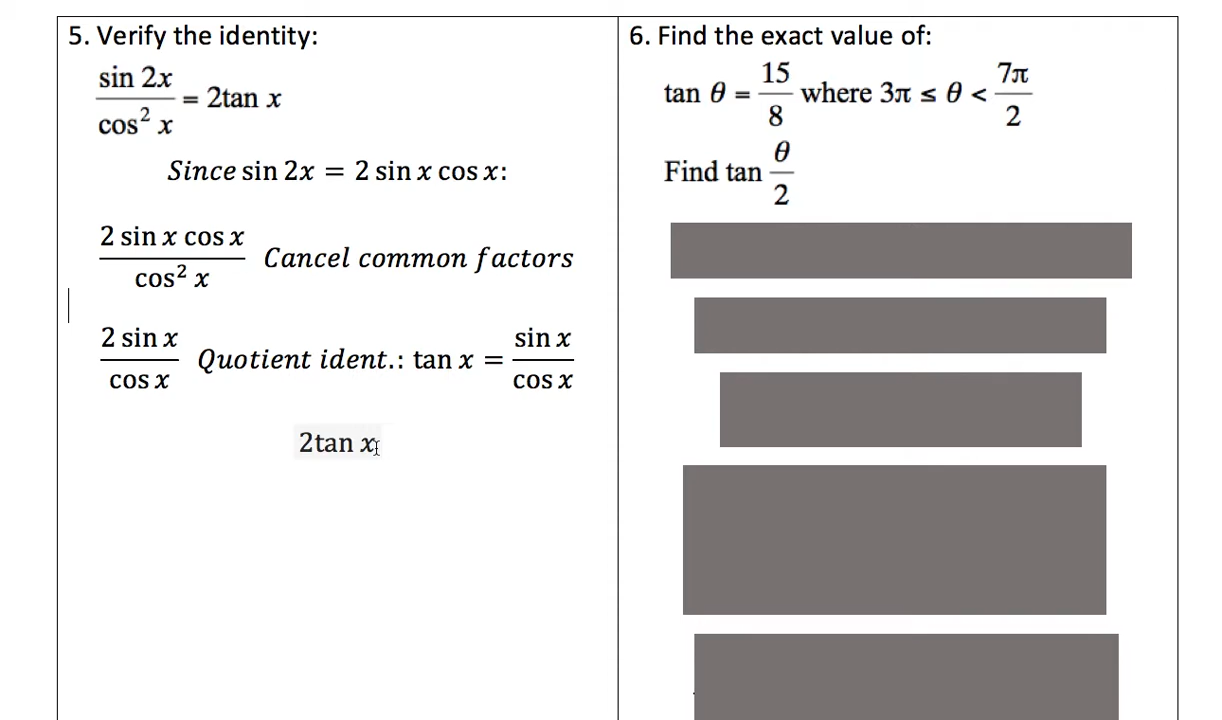 5. Verify the identity:
sin 2x / cos² x = 2tan x
Since sin 2x = 2 sin x cos x:
2 sin x cos x / cos² x Cancel common factors
2 sin x / cos x Quotient ident.: tan x = sin x / cos x
2tan x
6. Find the exact value of:
tan θ = 15/8 where 3π ≤ θ < 7π/2
Find tan θ/2